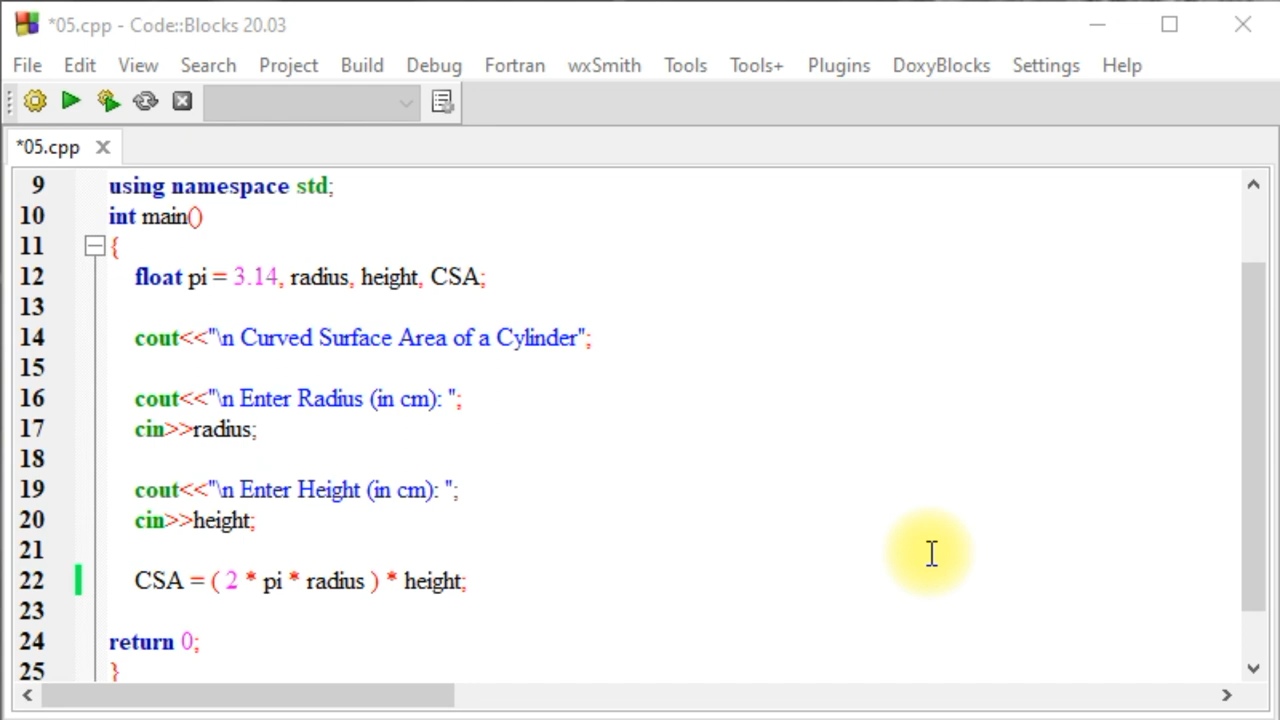 *05.cpp - Code::Blocks 20.03
File Edit View Search Project Build Debug Fortran wxSmith Tools Tools+ Plugins DoxyBlocks Settings Help
*05.cpp
9 using namespace std;
10 int main()
11 {
12 float pi = 3.14, radius, height, CSA;
13
14 cout<<"\n Curved Surface Area of a Cylinder";
15
16 cout<<"\n Enter Radius (in cm): ";
17 cin>>radius;
18
19 cout<<"\n Enter Height (in cm): ";
20 cin>>height;
21
22 CSA = ( 2 * pi * radius ) * height;
23
24 return 0;
25 }